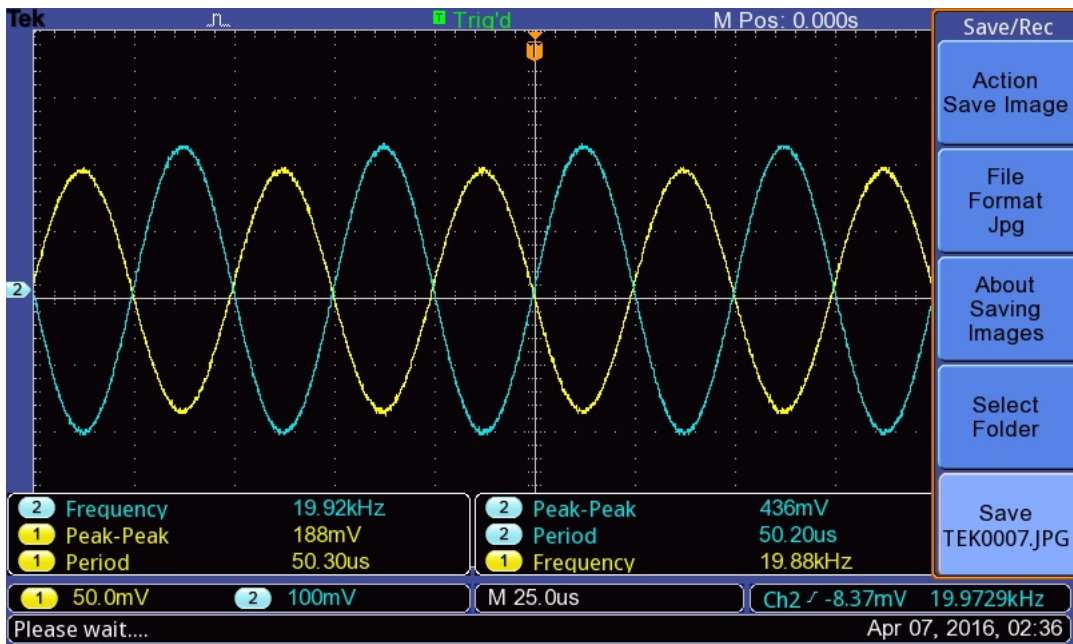 Tek T Trig'd M Pos: 0.000s
T
2
Save/Rec
Action
Save Image
File
Format
Jpg
About
Saving
Images
Select
Folder
Save
TEK0007.JPG
2 Frequency 19.92kHz
1 Peak-Peak 188mV
1 Period 50.30us
2 Peak-Peak 436mV
2 Period 50.20us
1 Frequency 19.88kHz
1 50.0mV 2 100mV M 25.0us Ch2 -8.37mV 19.9729kHz
Please wait.... Apr 07, 2016, 02:36